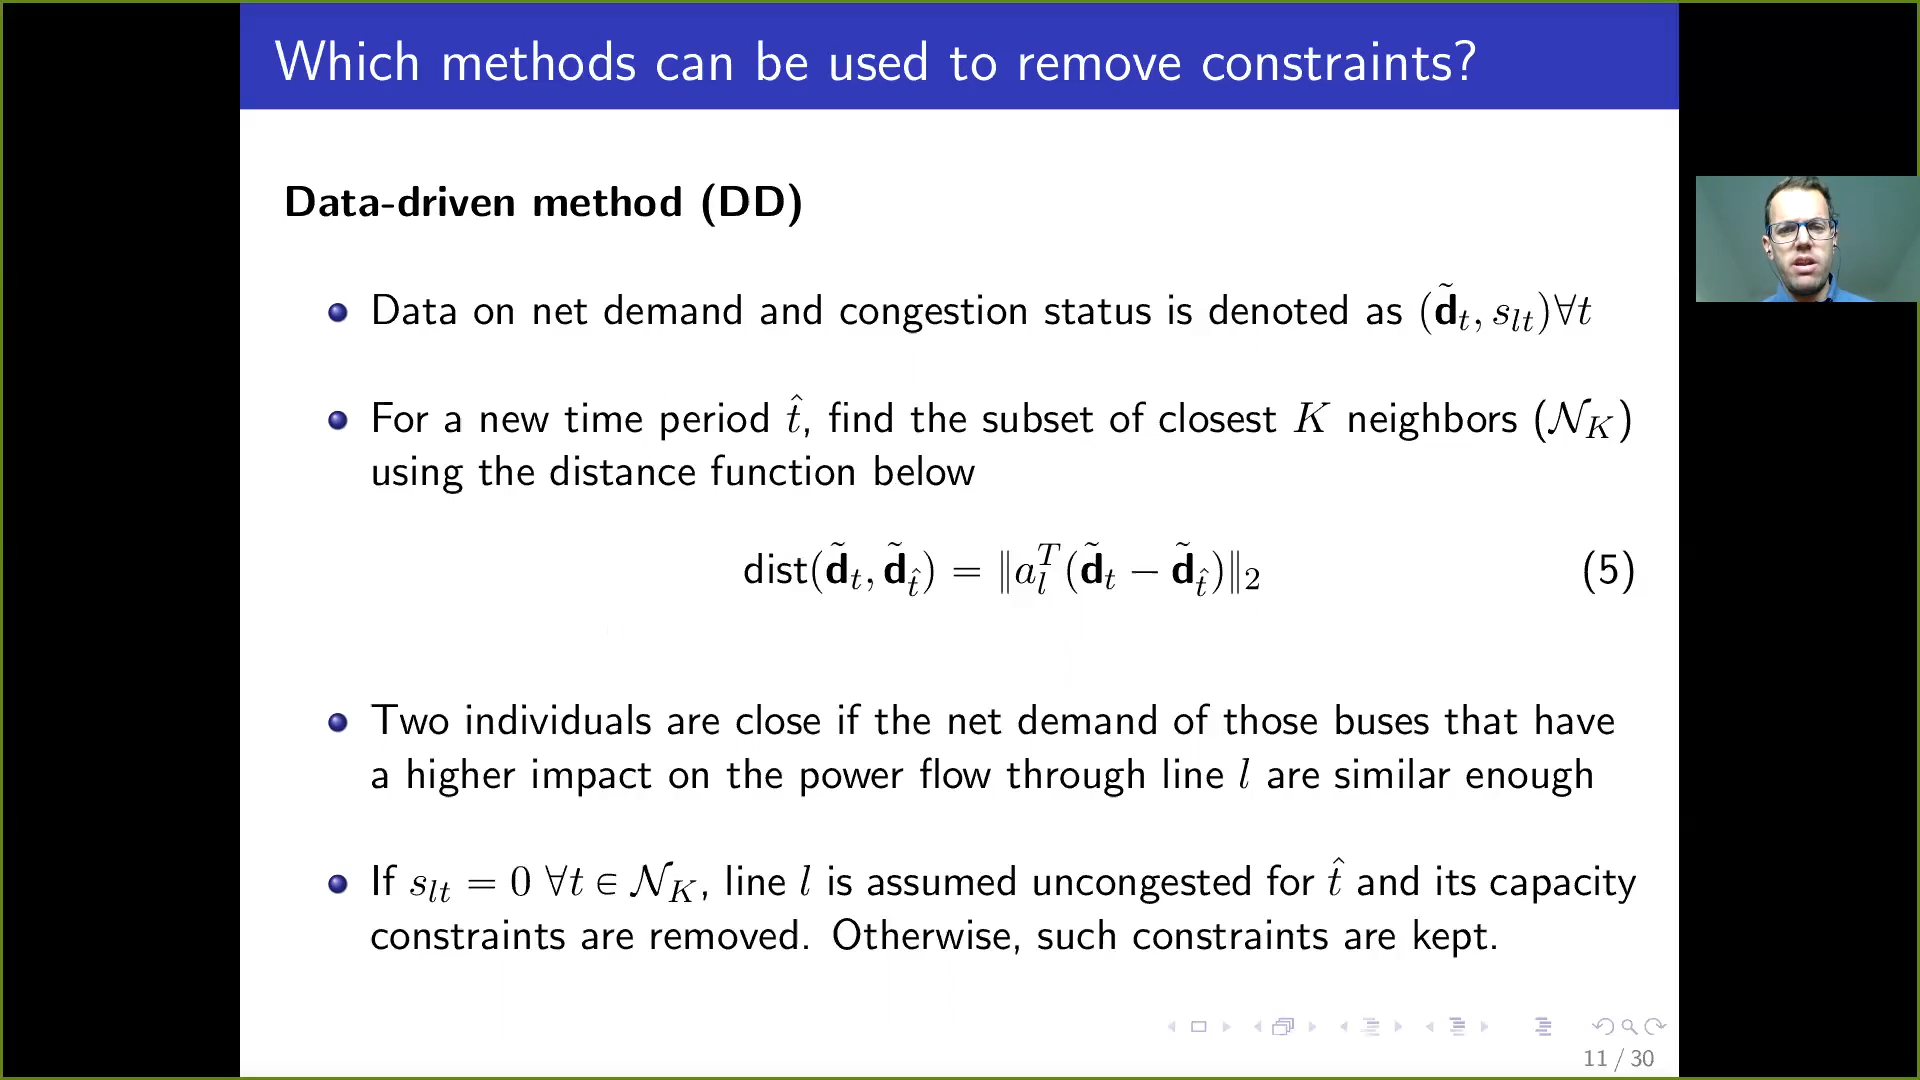 Which methods can be used to remove constraints?
Data-driven method (DD)
Data on net demand and congestion status is denoted as (d̃_t, s_{lt})∀t
For a new time period t̂, find the subset of closest K neighbors (𝒩_K)
using the distance function below
dist(d̃_t, d̃_{t̂}) = ‖a_l^T(d̃_t − d̃_{t̂})‖_2 (5)
Two individuals are close if the net demand of those buses that have
a higher impact on the power flow through line l are similar enough
If s_{lt} = 0 ∀t ∈ 𝒩_K, line l is assumed uncongested for t̂ and its capacity
constraints are removed. Otherwise, such constraints are kept.
11 / 30